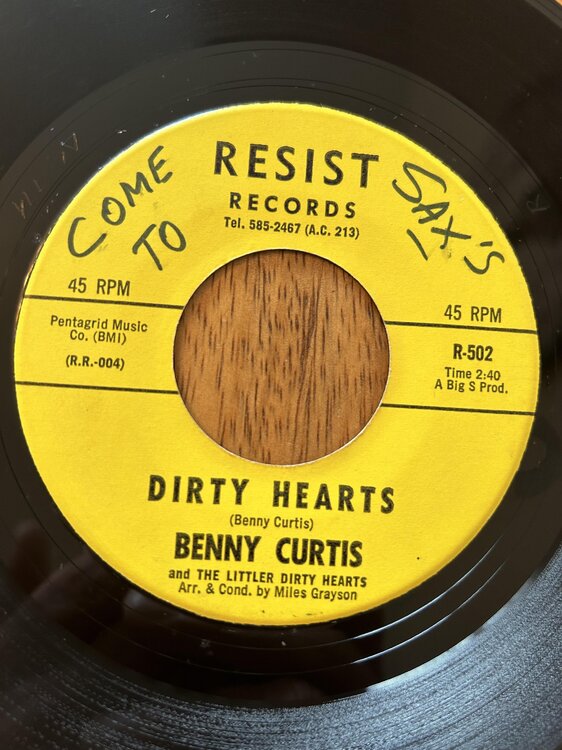 COME TO
SAX'S
RESIST
RECORDS
Tel. 585-2467 (A.C. 213)
45 RPM
Pentagrid Music
Co. (BMI)
(R.R.-004)
45 RPM
R-502
Time 2:40
A Big S Prod.
DIRTY HEARTS
(Benny Curtis)
BENNY CURTIS
and THE LITTLER DIRTY HEARTS
Arr. & Cond. by Miles Grayson